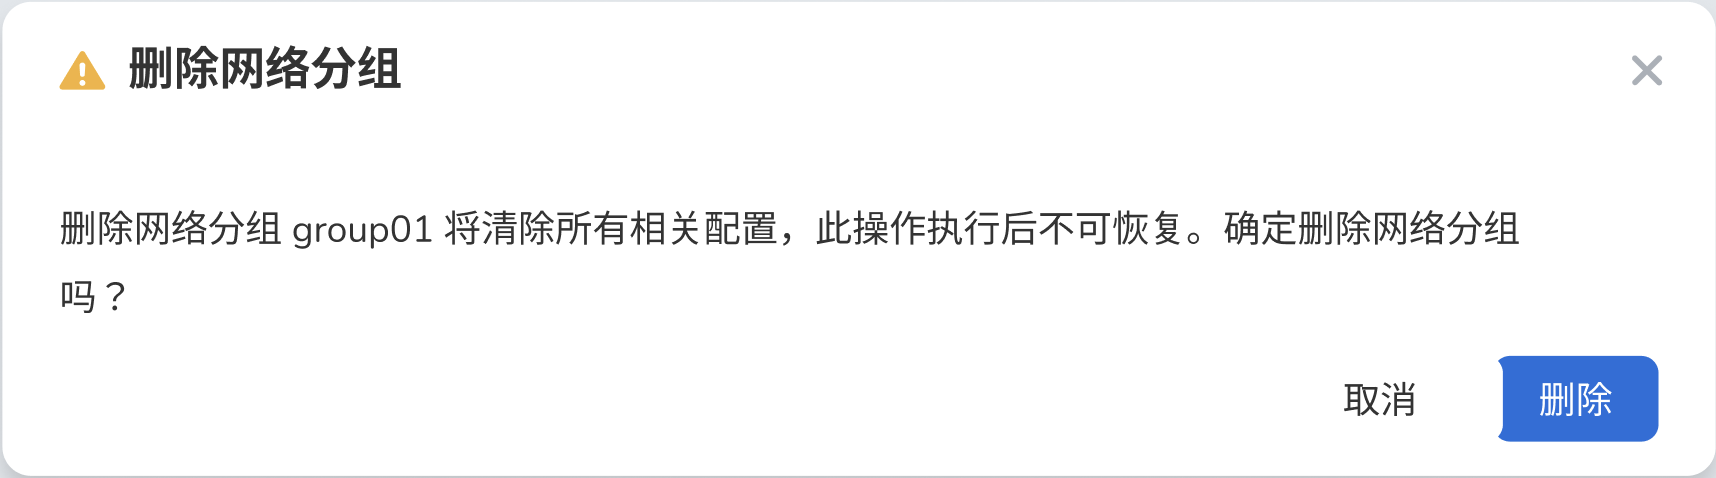 删除网络分组
删除网络分组 group01 将清除所有相关配置，此操作执行后不可恢复。确定删除网络分组
吗？
取消
删除